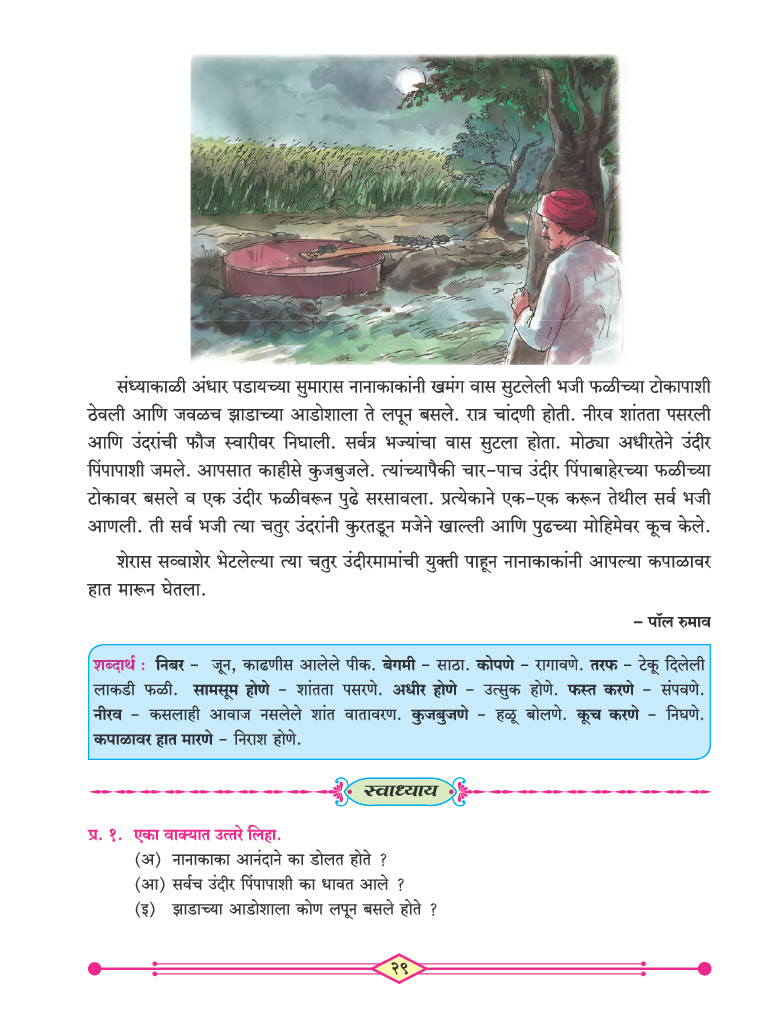 संध्याकाळी अंधार पडायच्या सुमारास नानाकाकांनी खमंग वास सुटलेली भजी फळीच्या टोकापाशी
ठेवली आणि जवळच झाडाच्या आडोशाला ते लपून बसले. रात्र चांदणी होती. नीरव शांतता पसरली
आणि उंदरांची फौज स्वारीवर निघाली. सर्वत्र भज्यांचा वास सुटला होता. मोठ्या अधीरतेने उंदीर
पिंपापाशी जमले. आपसात काहीसे कुजबुजले. त्यांच्यापैकी चार-पाच उंदीर पिंपाबाहेरच्या फळीच्या
टोकावर बसले व एक उंदीर फळीवरून पुढे सरसावला. प्रत्येकाने एक-एक करून तेथील सर्व भजी
आणली. ती सर्व भजी त्या चतुर उंदरांनी कुरतडून मजेने खाल्ली आणि पुढच्या मोहिमेवर कूच केले.
शेरास सव्वाशेर भेटलेल्या त्या चतुर उंदीरमामांची युक्ती पाहून नानाकाकांनी आपल्या कपाळावर
हात मारून घेतला.
– पॉल रुमाव
शब्दार्थ : निबर – जून, काढणीस आलेले पीक. बेगमी – साठा. कोपणे – रागावणे. तरफ – टेकू दिलेली
लाकडी फळी. सामसूम होणे – शांतता पसरणे. अधीर होणे – उत्सुक होणे. फस्त करणे – संपवणे.
नीरव – कसलाही आवाज नसलेले शांत वातावरण. कुजबुजणे – हळू बोलणे. कूच करणे – निघणे.
कपाळावर हात मारणे – निराश होणे.
स्वाध्याय
प्र. १. एका वाक्यात उत्तरे लिहा.
(अ) नानाकाका आनंदाने का डोलत होते ?
(आ) सर्वच उंदीर पिंपापाशी का धावत आले ?
(इ) झाडाच्या आडोशाला कोण लपून बसले होते ?
२९